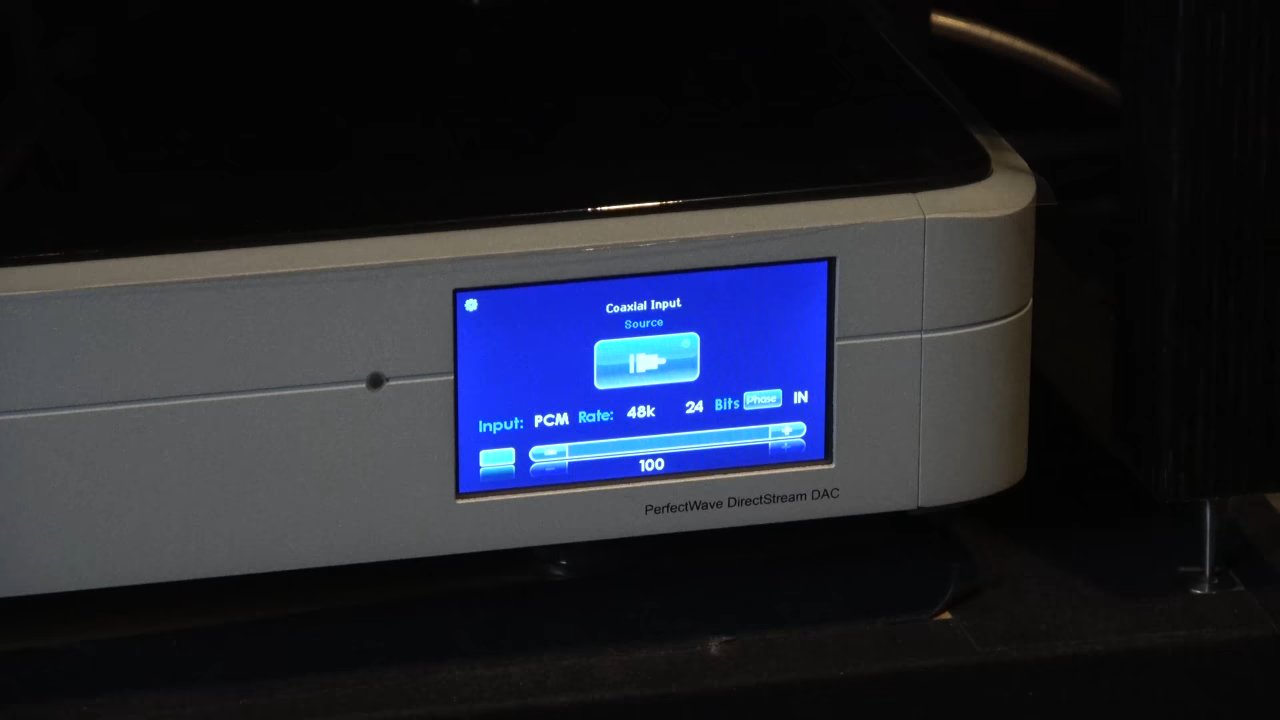 Coaxial Input
Source
Input: PCM Rate: 48k 24 Bits Phase IN
100
PerfectWave DirectStream DAC